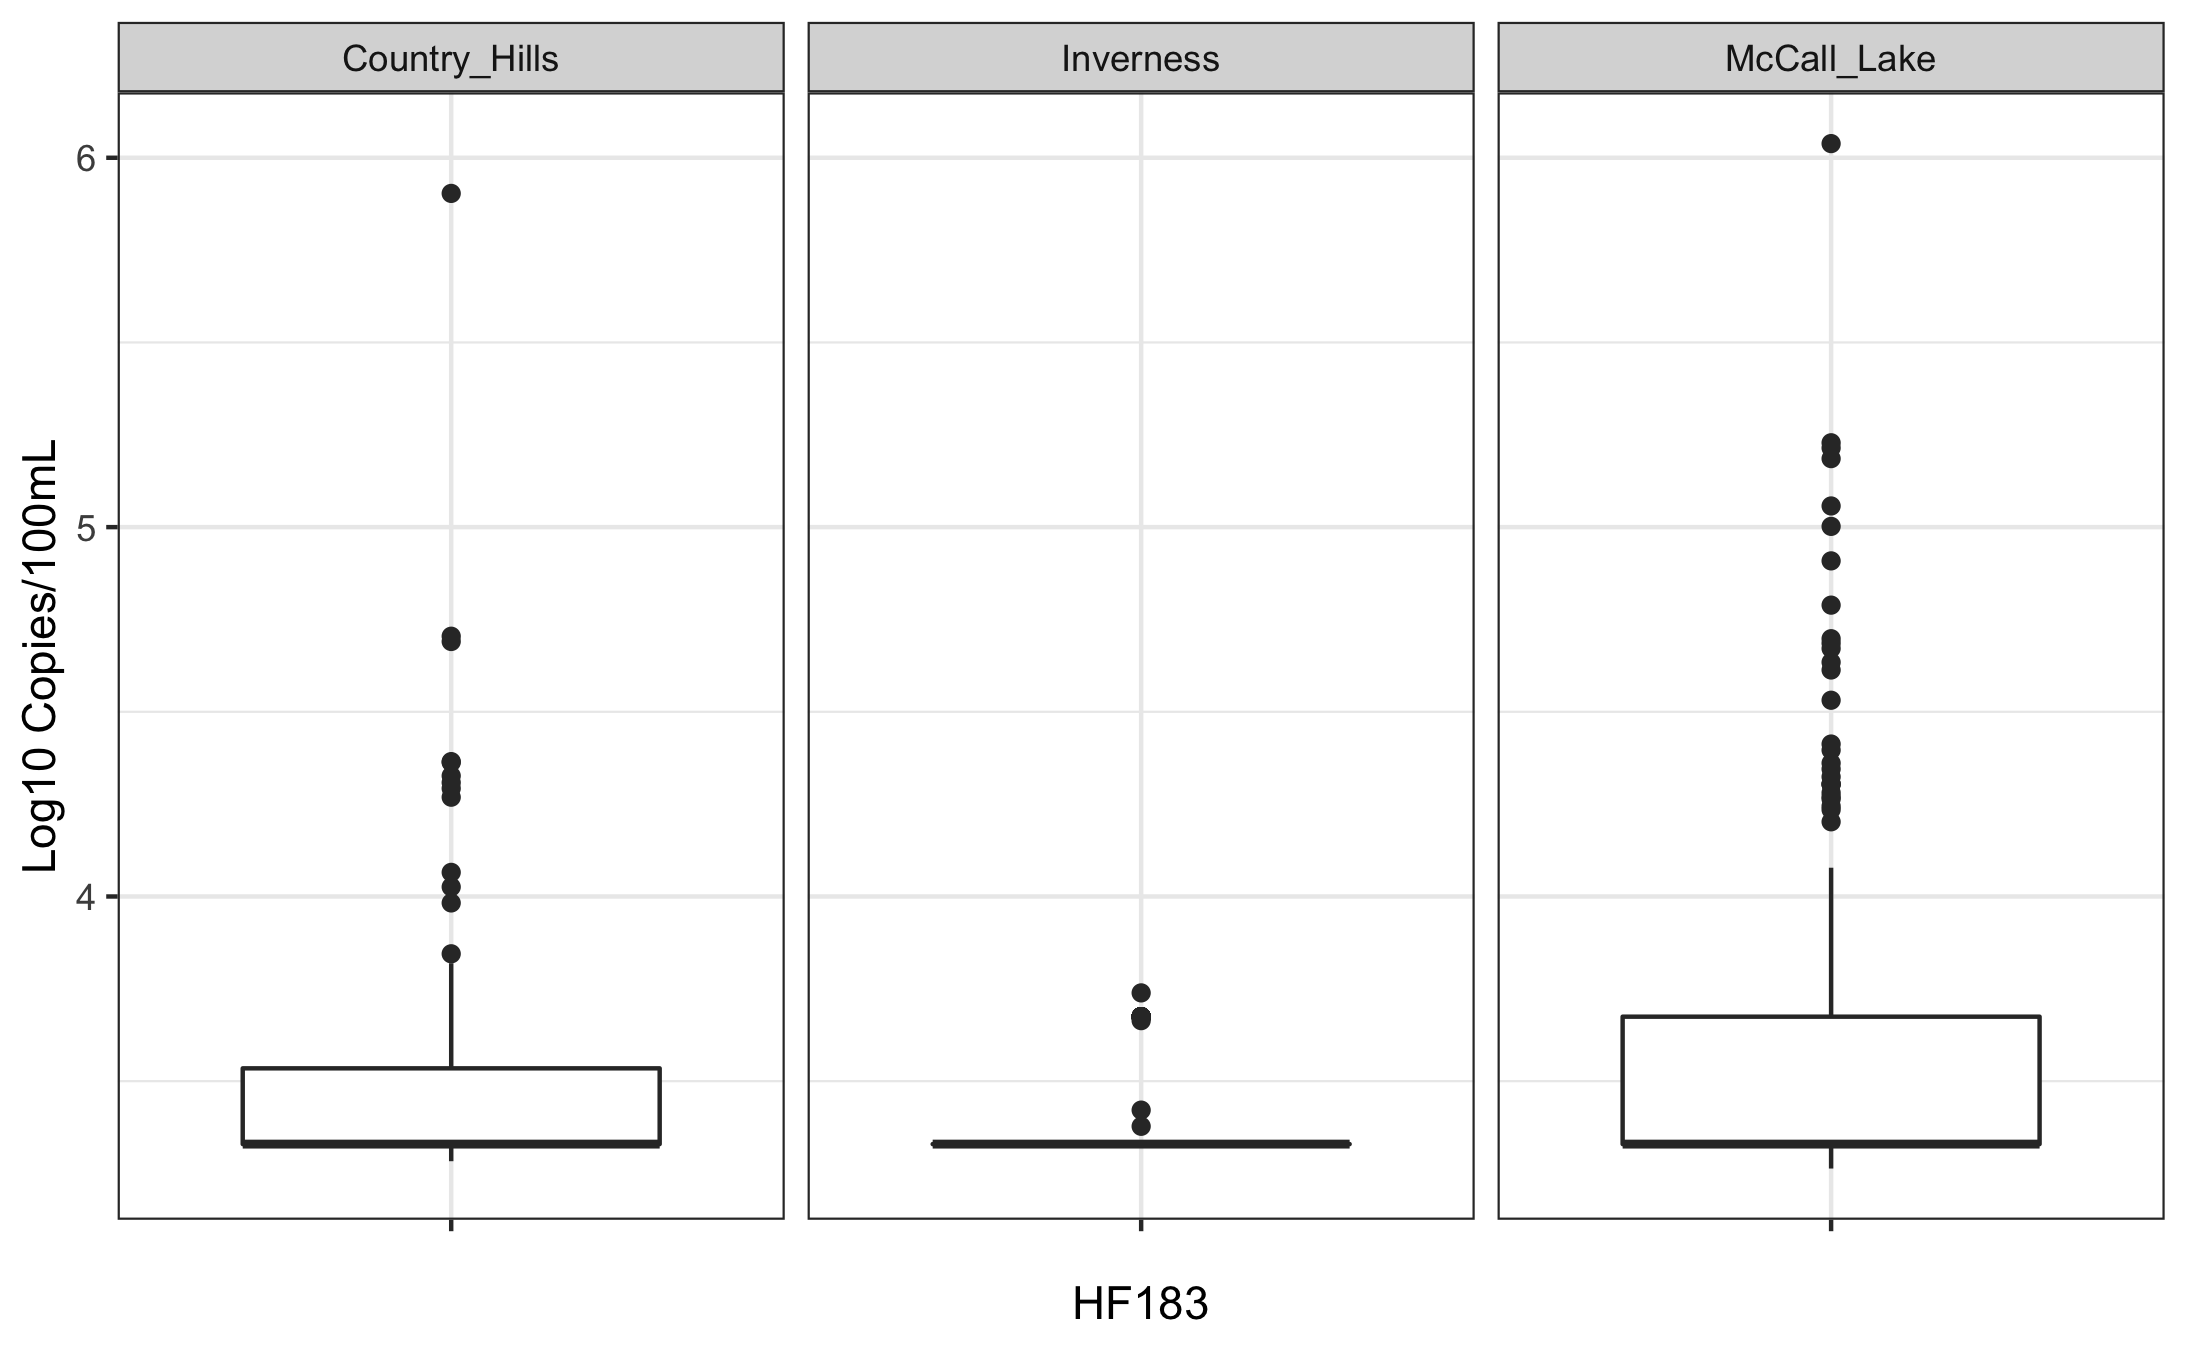 Country_Hills
Inverness
McCall_Lake
Log10 Copies/100mL
6
5
4
HF183